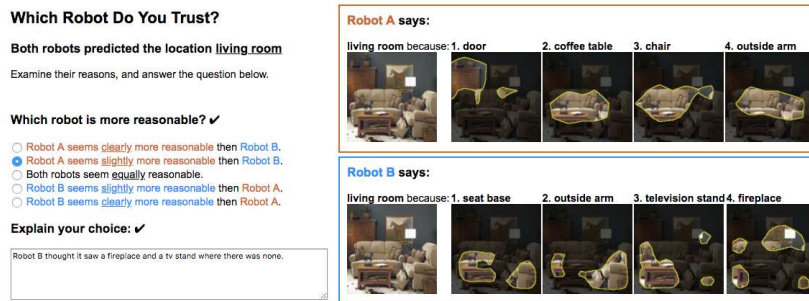 Which Robot Do You Trust?
Both robots predicted the location living room
Examine their reasons, and answer the question below.
Which robot is more reasonable? ✔
Robot A seems clearly more reasonable then Robot B.
Robot A seems slightly more reasonable then Robot B.
Both robots seem equally reasonable.
Robot B seems slightly more reasonable then Robot A.
Robot B seems clearly more reasonable then Robot A.
Explain your choice: ✔
Robot B thought it saw a fireplace and a tv stand where there was none.
Robot A says:
living room because: 1. door 2. coffee table 3. chair 4. outside arm
Robot B says:
living room because: 1. seat base 2. outside arm 3. television stand 4. fireplace